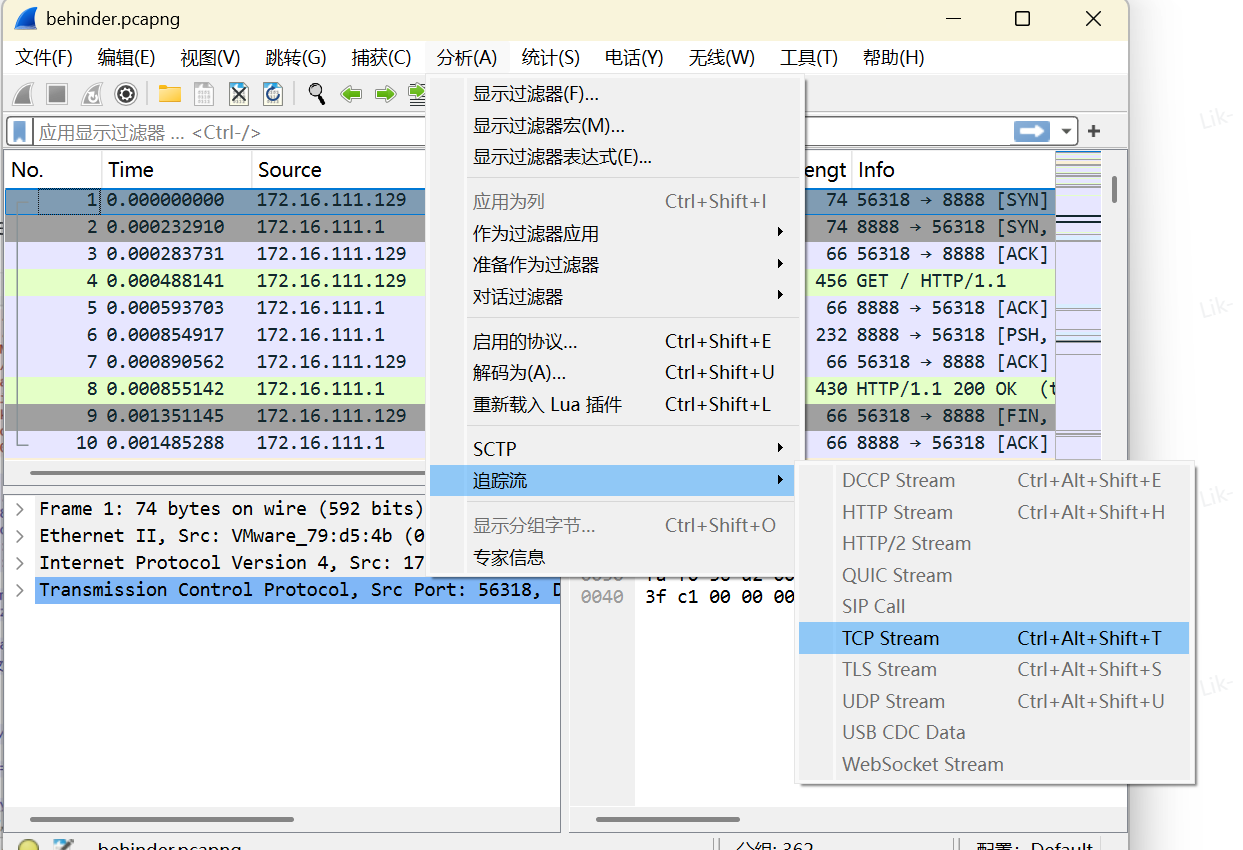 behinder.pcapng
文件(F) 编辑(E) 视图(V) 跳转(G) 捕获(C) 分析(A) 统计(S) 电话(Y) 无线(W) 工具(T) 帮助(H)
应用显示过滤器 ... <Ctrl-/>
No. Time Source engt Info
1 0.000000000 172.16.111.129 74 56318 → 8888 [SYN]
2 0.000232910 172.16.111.1 74 8888 → 56318 [SYN,
3 0.000283731 172.16.111.129 66 56318 → 8888 [ACK]
4 0.000488141 172.16.111.129 456 GET / HTTP/1.1
5 0.000593703 172.16.111.1 66 8888 → 56318 [ACK]
6 0.000854917 172.16.111.1 232 8888 → 56318 [PSH,
7 0.000890562 172.16.111.129 66 56318 → 8888 [ACK]
8 0.000855142 172.16.111.1 430 HTTP/1.1 200 OK (t
9 0.001351145 172.16.111.129 66 56318 → 8888 [FIN,
10 0.001485288 172.16.111.1 66 8888 → 56318 [ACK]
显示过滤器(F)...
显示过滤器宏(M)...
显示过滤器表达式(E)...
应用为列 Ctrl+Shift+I
作为过滤器应用
准备作为过滤器
对话过滤器
启用的协议... Ctrl+Shift+E
解码为(A)... Ctrl+Shift+U
重新载入 Lua 插件 Ctrl+Shift+L
SCTP
追踪流
显示分组字节... Ctrl+Shift+O
专家信息
DCCP Stream Ctrl+Alt+Shift+E
HTTP Stream Ctrl+Alt+Shift+H
HTTP/2 Stream
QUIC Stream
SIP Call
TCP Stream Ctrl+Alt+Shift+T
TLS Stream Ctrl+Alt+Shift+S
UDP Stream Ctrl+Alt+Shift+U
USB CDC Data
WebSocket Stream
Frame 1: 74 bytes on wire (592 bits)
Ethernet II, Src: VMware_79:d5:4b (0
Internet Protocol Version 4, Src: 17
Transmission Control Protocol, Src Port: 56318, D
0040 3f c1 00 00 00
behinder.pcapng 分组: 362 配置: Default
Lik-
Lik-
Lik-
Lik-